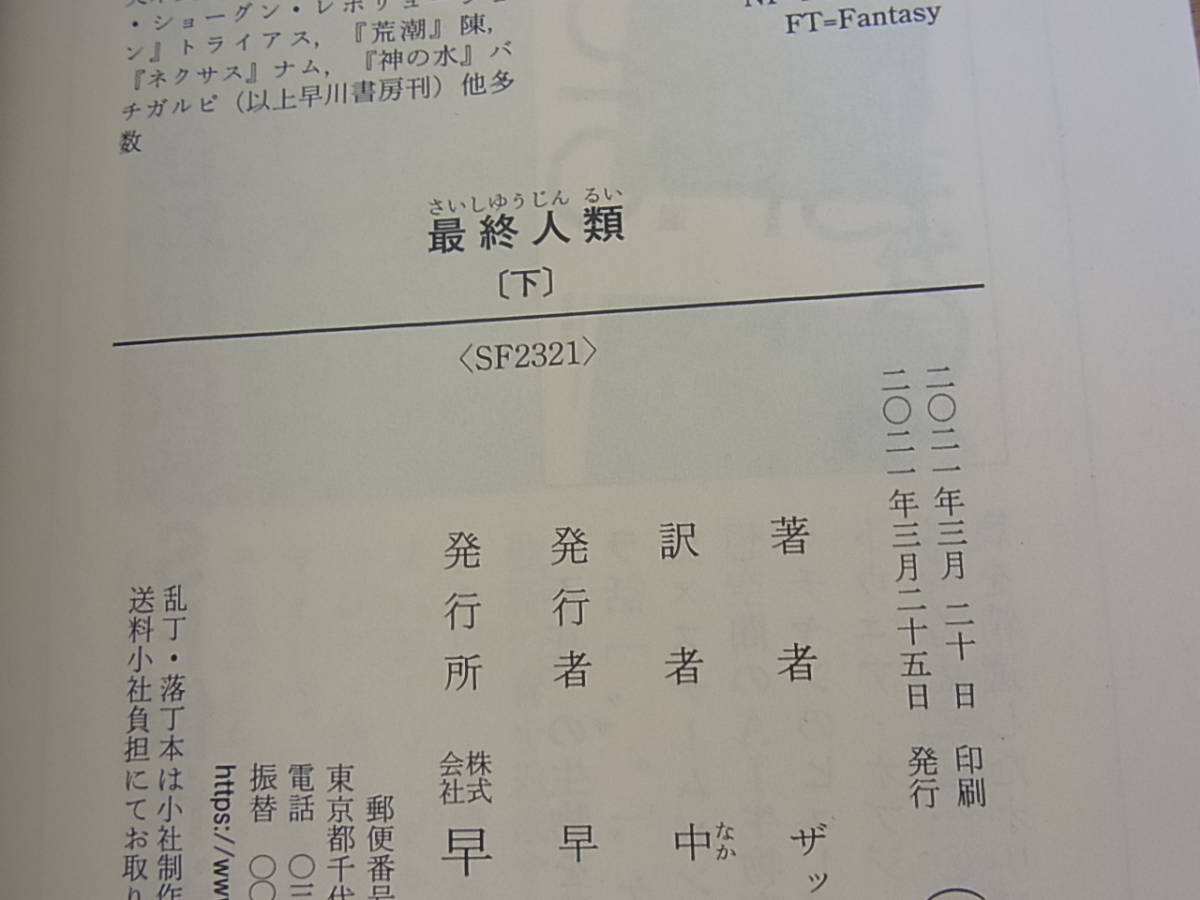 ・ショーグン・レボリューショ
ン』トライアス，『荒潮』陳，
『ネクサス』ナム，『神の水』バ
チガルピ（以上早川書房刊）他多
数
FT=Fantasy
さいしゆうじんるい
最終人類
〔下〕
〈SF2321〉
二〇二一年三月二十日 印刷
二〇二一年三月二十五日 発行
著者 ザッ
訳者 中
なか
発行者 早
発行所 株式会社 早
郵便番号
東京都千代
電話 〇三
振替 〇〇
https://www
乱丁・落丁本は小社制作
送料小社負担にてお取り